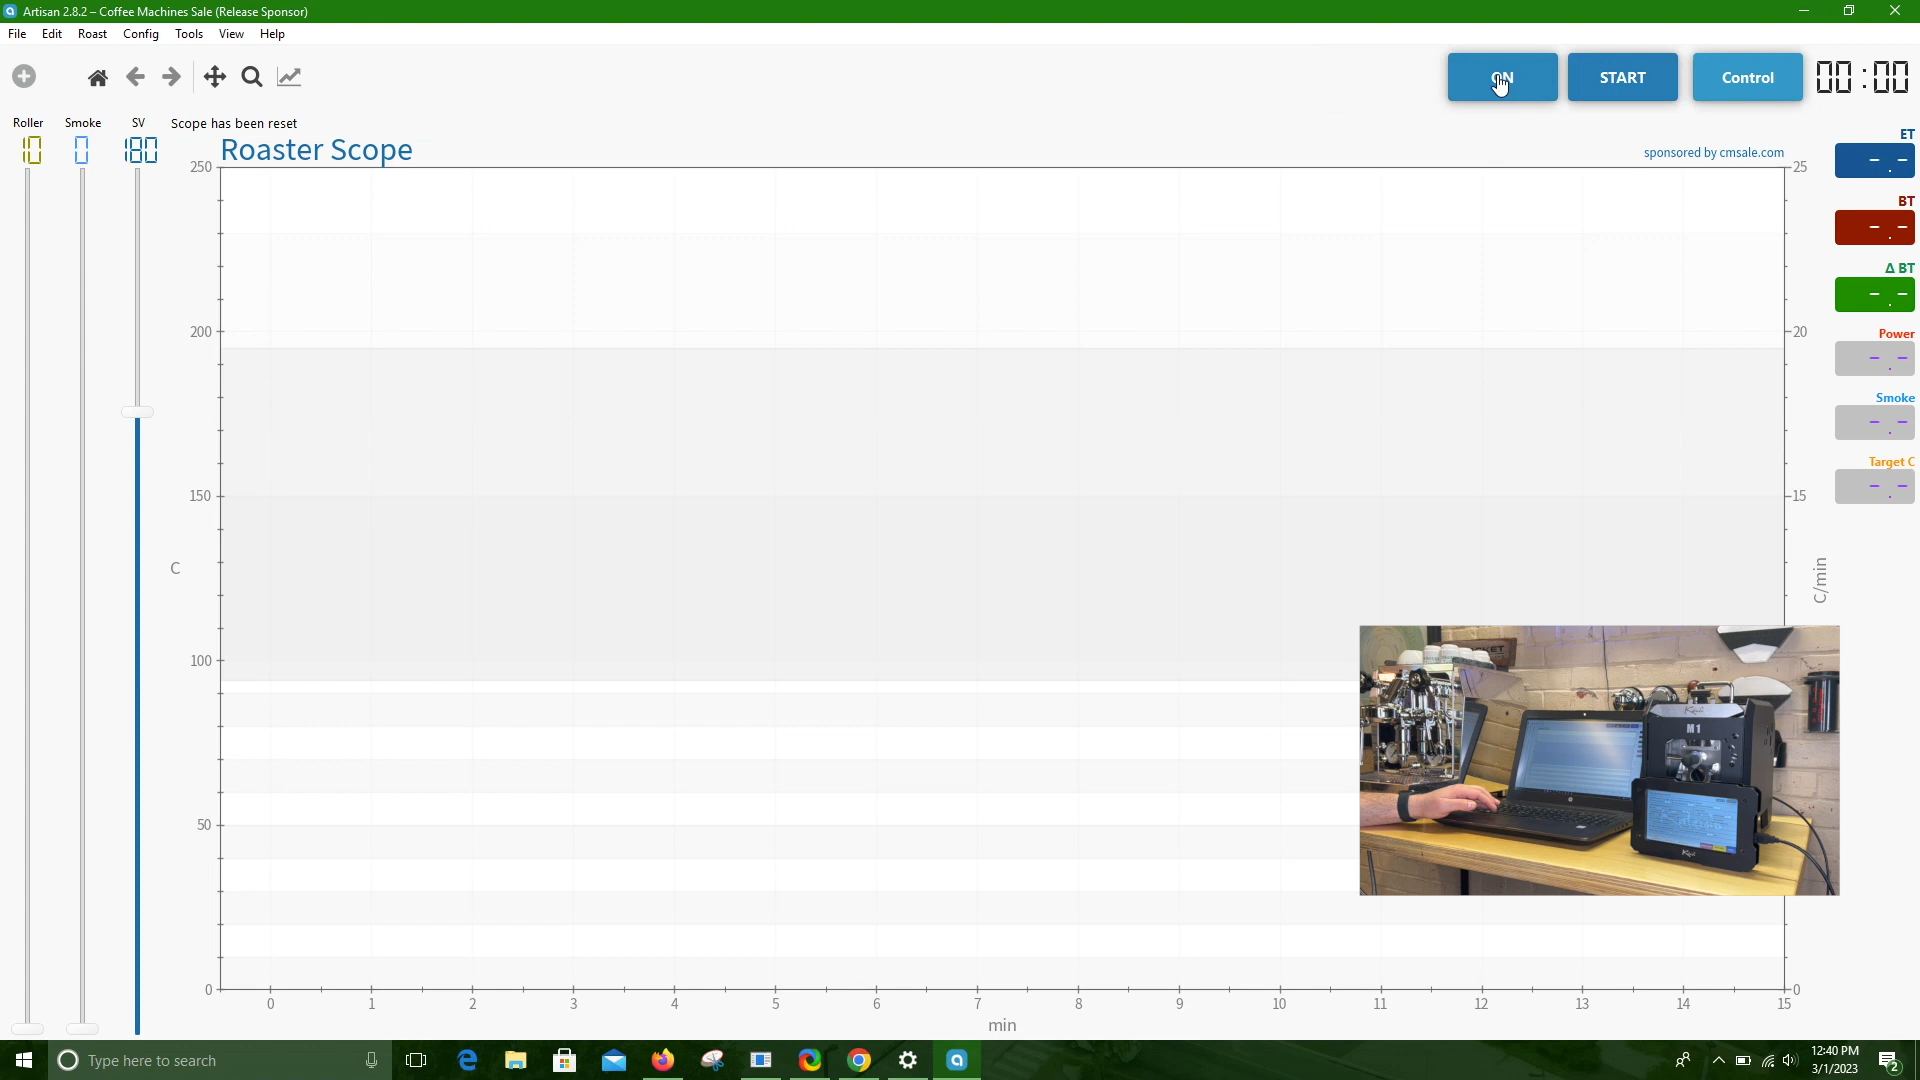 Artisan 2.8.2 – Coffee Machines Sale (Release Sponsor)
File Edit Roast Config Tools View Help
ON START Control 00:00
Roller Smoke SV Scope has been reset
10 0 180
Roaster Scope
sponsored by cmsale.com
ET
-.-
BT
-.-
Δ BT
-.-
Power
-.-
Smoke
-.-
Target C
-.-
250
200
150
100
50
0
C
25
20
15
0
C/min
0 1 2 3 4 5 6 7 8 9 10 11 12 13 14 15
min
M1
Type here to search
12:40 PM
3/1/2023
2